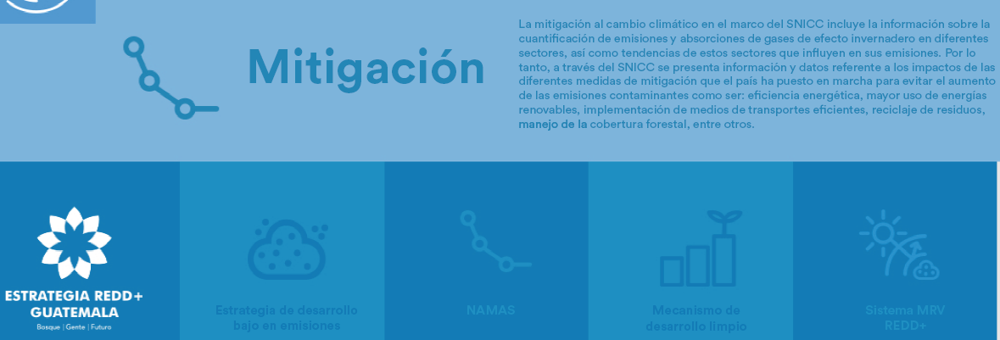 Mitigación
La mitigación al cambio climático en el marco del SNICC incluye la información sobre la
cuantificación de emisiones y absorciones de gases de efecto invernadero en diferentes
sectores, así como tendencias de estos sectores que influyen en sus emisiones. Por lo
tanto, a través del SNICC se presenta información y datos referente a los impactos de las
diferentes medidas de mitigación que el país ha puesto en marcha para evitar el aumento
de las emisiones contaminantes como ser: eficiencia energética, mayor uso de energías
renovables, implementación de medios de transportes eficientes, reciclaje de residuos,
manejo de la cobertura forestal, entre otros.
ESTRATEGIA REDD+
GUATEMALA
Bosque | Gente | Futuro
Estrategia de desarrollo
bajo en emisiones
NAMAS
Mecanismo de
desarrollo limpio
Sistema MRV
REDD+